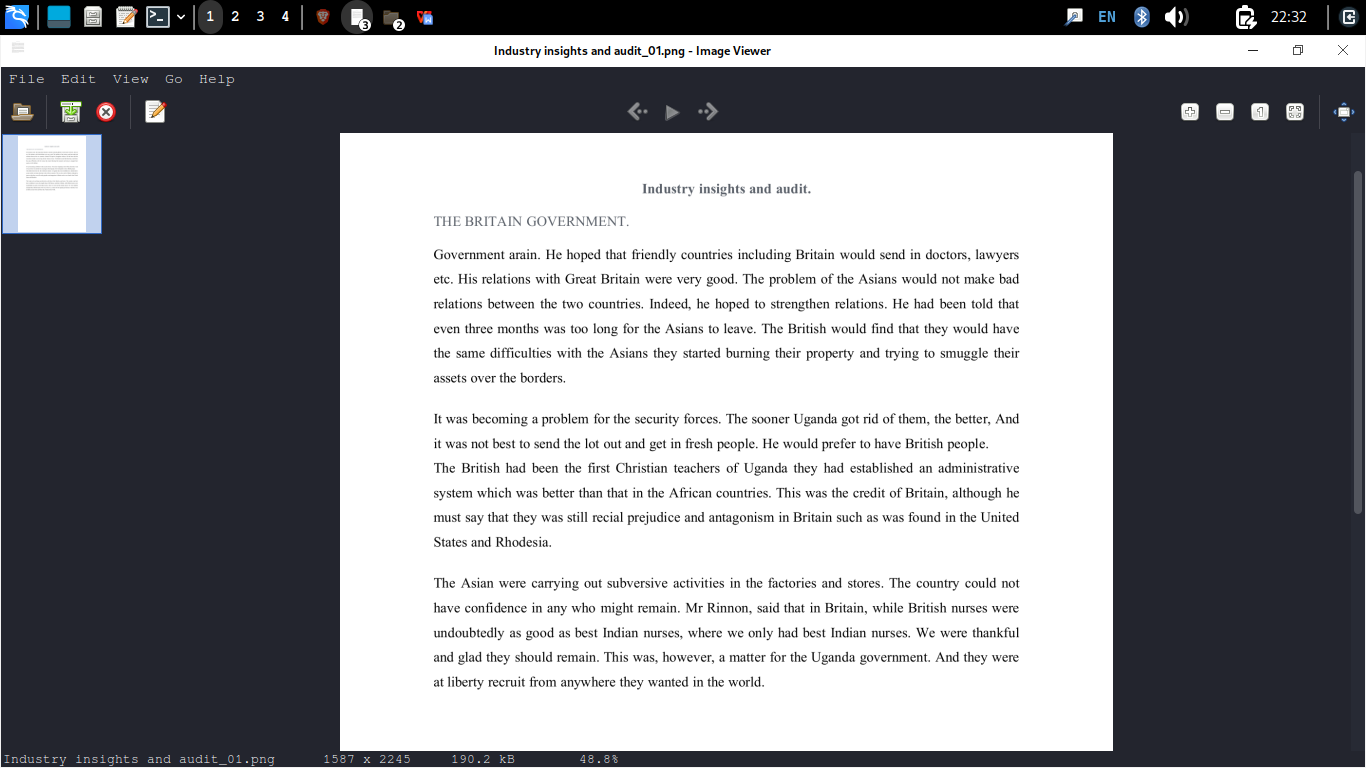 1 2 3 4 3 2 EN 22:32
Industry insights and audit_01.png - Image Viewer
File Edit View Go Help
Industry insights and audit.
THE BRITAIN GOVERNMENT.
Government arain. He hoped that friendly countries including Britain would send in doctors, lawyers
etc. His relations with Great Britain were very good. The problem of the Asians would not make bad
relations between the two countries. Indeed, he hoped to strengthen relations. He had been told that
even three months was too long for the Asians to leave. The British would find that they would have
the same difficulties with the Asians they started burning their property and trying to smuggle their
assets over the borders.
It was becoming a problem for the security forces. The sooner Uganda got rid of them, the better, And
it was not best to send the lot out and get in fresh people. He would prefer to have British people.
The British had been the first Christian teachers of Uganda they had established an administrative
system which was better than that in the African countries. This was the credit of Britain, although he
must say that they was still recial prejudice and antagonism in Britain such as was found in the United
States and Rhodesia.
The Asian were carrying out subversive activities in the factories and stores. The country could not
have confidence in any who might remain. Mr Rinnon, said that in Britain, while British nurses were
undoubtedly as good as best Indian nurses, where we only had best Indian nurses. We were thankful
and glad they should remain. This was, however, a matter for the Uganda government. And they were
at liberty recruit from anywhere they wanted in the world.
Industry insights and audit_01.png 1587 x 2245 190.2 kB 48.8%